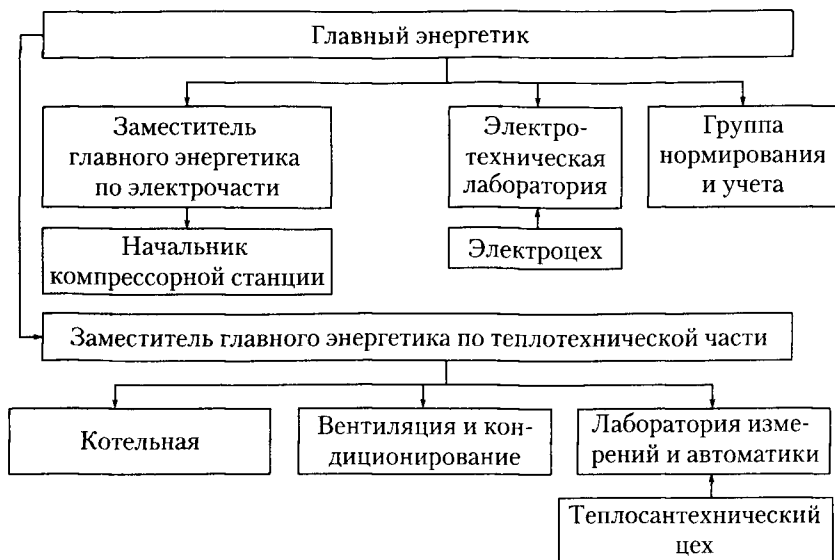 Главный энергетик
Заместитель
главного энергетика
по электрочасти
Электро-
техническая
лаборатория
Группа
нормирования
и учета
Начальник
компрессорной станции
Электроцех
Заместитель главного энергетика по теплотехнической части
Котельная
Вентиляция и кон-
диционирование
Лаборатория изме-
рений и автоматики
Теплосантехнический
цех